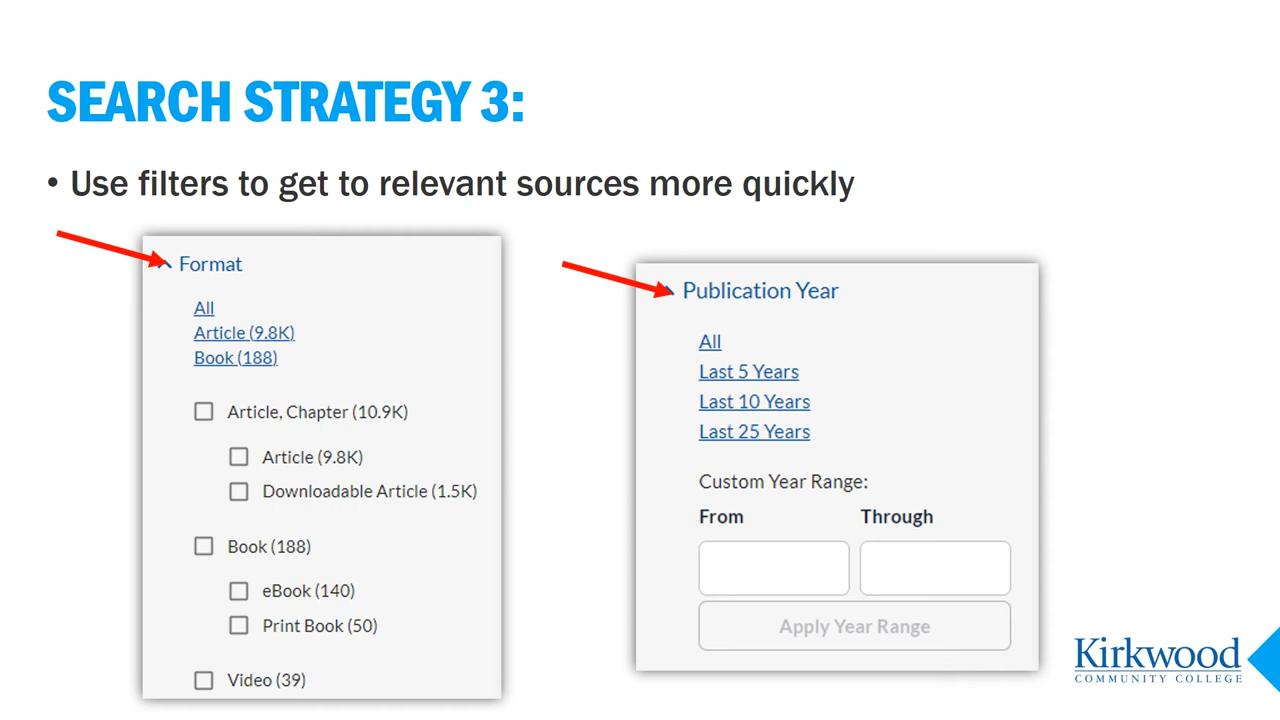 SEARCH STRATEGY 3:
• Use filters to get to relevant sources more quickly
Format
All
Article (9.8K)
Book (188)
Article, Chapter (10.9K)
Article (9.8K)
Downloadable Article (1.5K)
Book (188)
eBook (140)
Print Book (50)
Video (39)
Publication Year
All
Last 5 Years
Last 10 Years
Last 25 Years
Custom Year Range:
From Through
Apply Year Range
Kirkwood
COMMUNITY COLLEGE